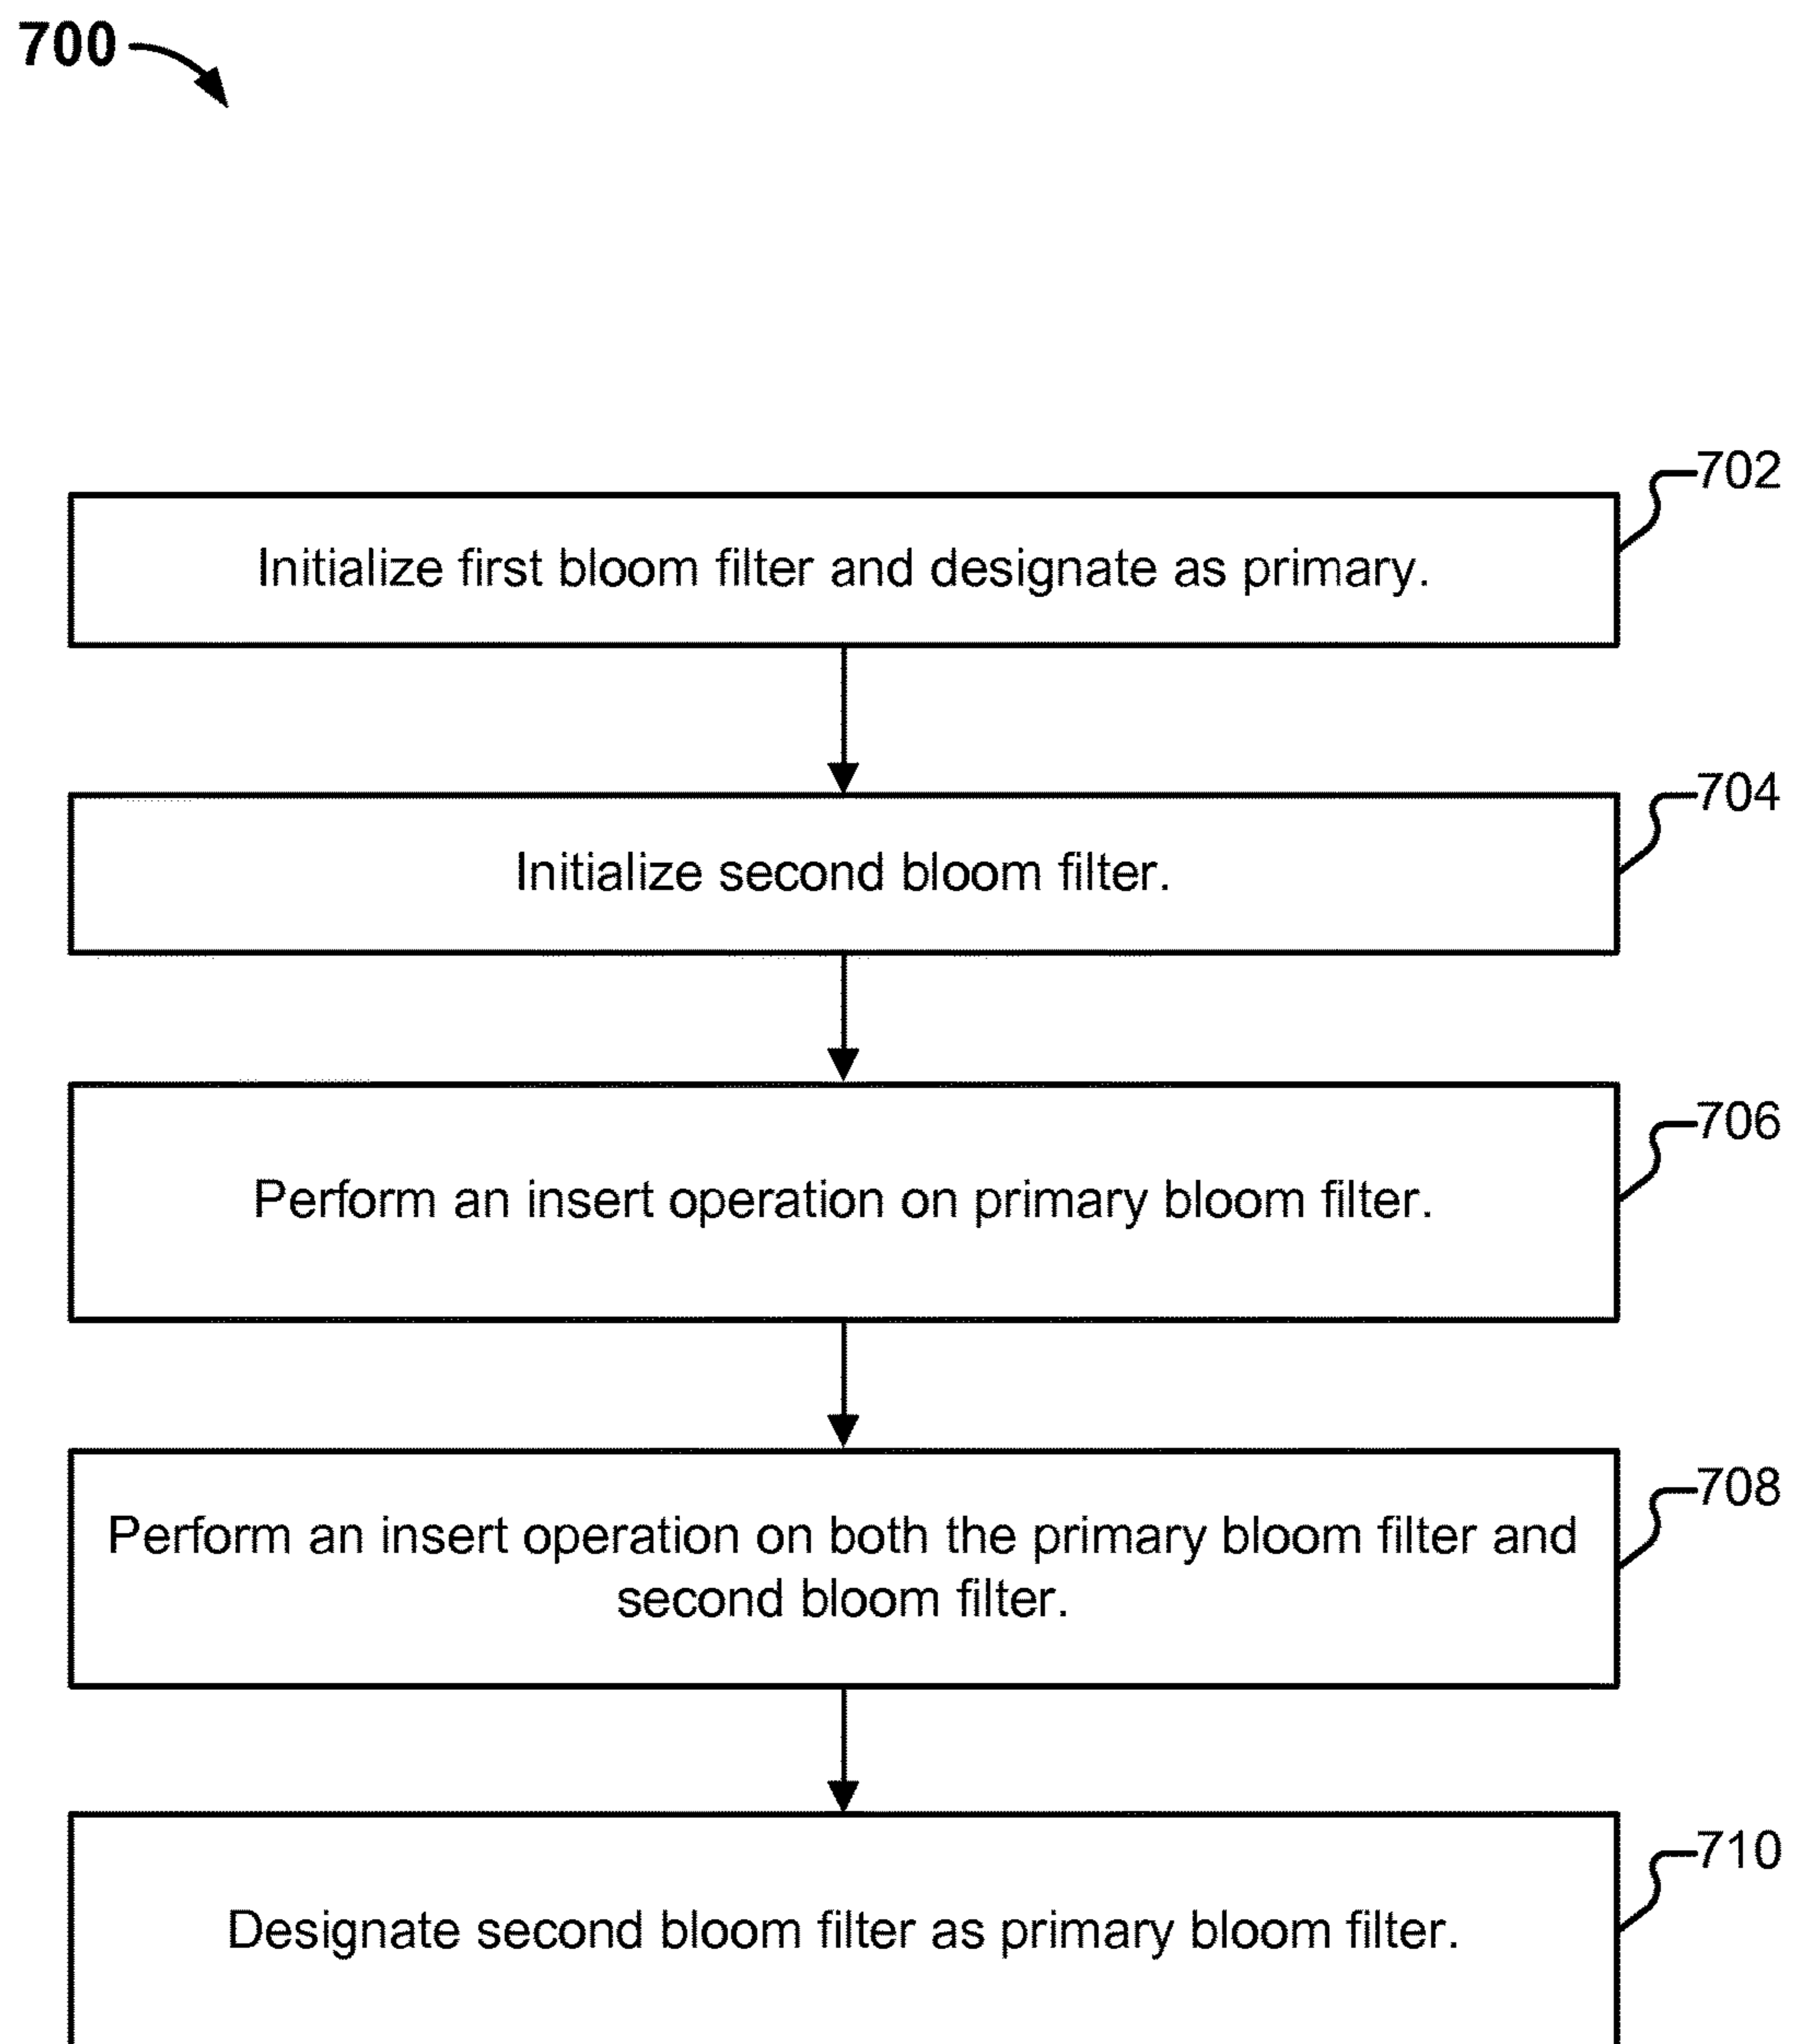 700
702
Initialize first bloom filter and designate as primary.
704
Initialize second bloom filter.
706
Perform an insert operation on primary bloom filter.
708
Perform an insert operation on both the primary bloom filter and
second bloom filter.
710
Designate second bloom filter as primary bloom filter.